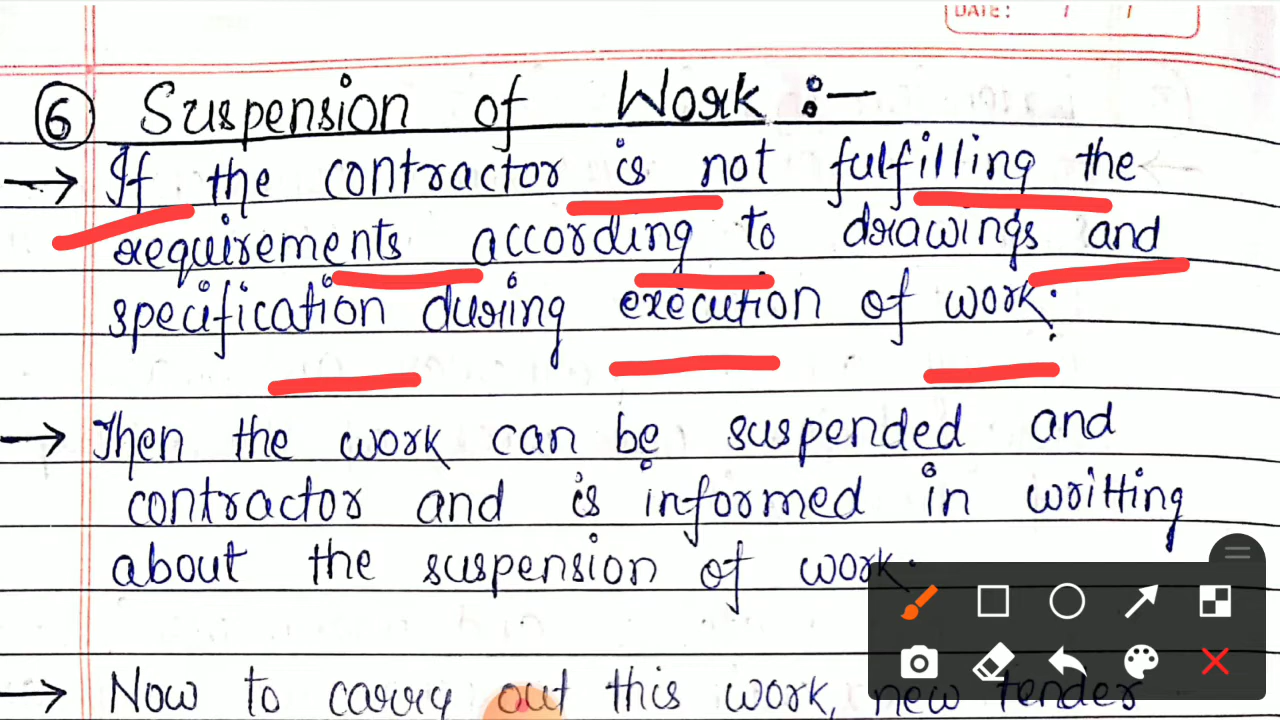 DATE: / /
⑥ Suspension of Work :-
→ If the contractor is not fulfilling the
requirements according to drawings and
specification during execution of work.
→ Then the work can be suspended and
contractor and is informed in writting
about the suspension of work.
→ Now to carry out this work, new tender